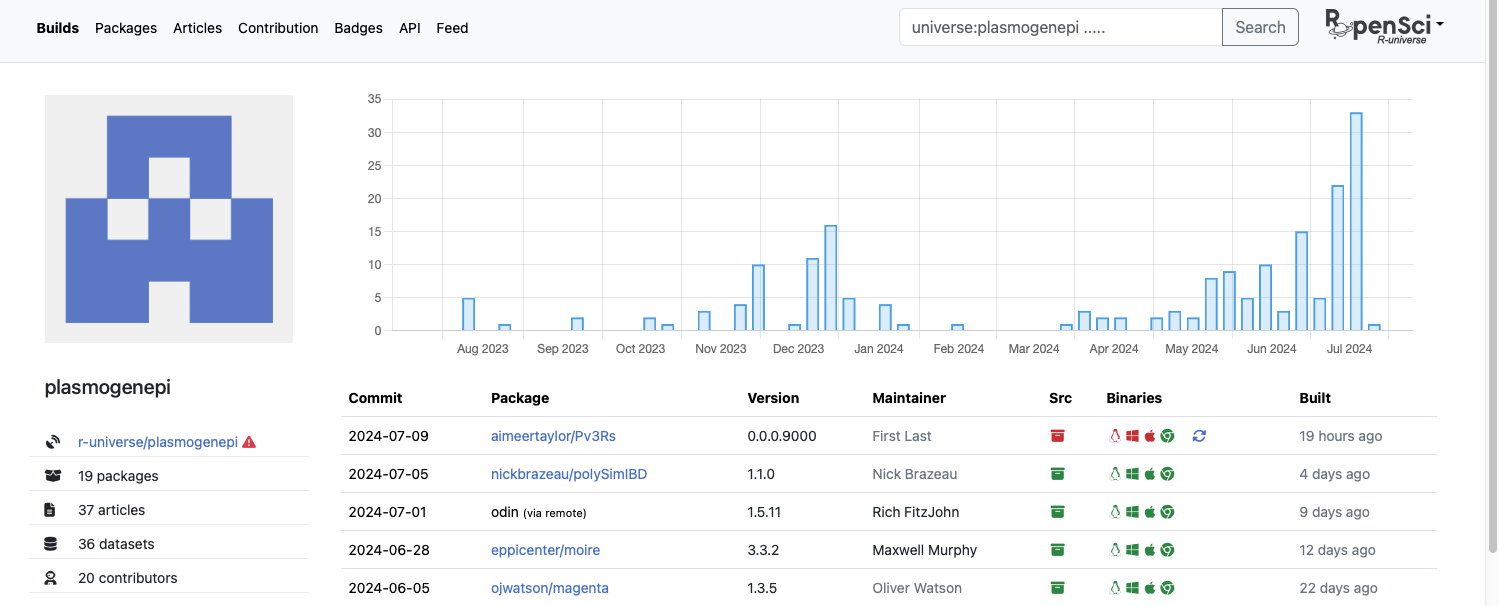 Builds Packages Articles Contribution Badges API Feed
universe:plasmogenepi ..... Search
ROpenSci
R-universe
35
30
25
20
15
10
5
0
Aug 2023 Sep 2023 Oct 2023 Nov 2023 Dec 2023 Jan 2024 Feb 2024 Mar 2024 Apr 2024 May 2024 Jun 2024 Jul 2024
plasmogenepi
r-universe/plasmogenepi
19 packages
37 articles
36 datasets
20 contributors
Commit Package Version Maintainer Src Binaries Built
2024-07-09 aimeertaylor/Pv3Rs 0.0.0.9000 First Last 19 hours ago
2024-07-05 nickbrazeau/polySimIBD 1.1.0 Nick Brazeau 4 days ago
2024-07-01 odin (via remote) 1.5.11 Rich FitzJohn 9 days ago
2024-06-28 eppicenter/moire 3.3.2 Maxwell Murphy 12 days ago
2024-06-05 ojwatson/magenta 1.3.5 Oliver Watson 22 days ago